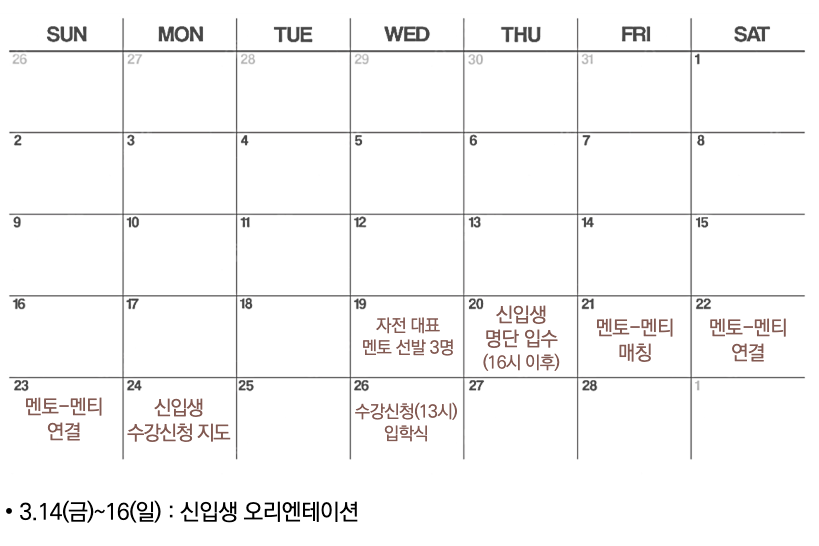 SUN MON TUE WED THU FRI SAT
26 27 28 29 30 31 1
2 3 4 5 6 7 8
9 10 11 12 13 14 15
16 17 18 19 20 21 22
자전 대표
멘토 선발 3명
신입생
명단 입수
(16시 이후)
멘토-멘티
매칭
멘토-멘티
연결
23 24 25 26 27 28 1
멘토-멘티
연결
신입생
수강신청 지도
수강신청(13시)
입학식
• 3.14(금)~16(일) : 신입생 오리엔테이션